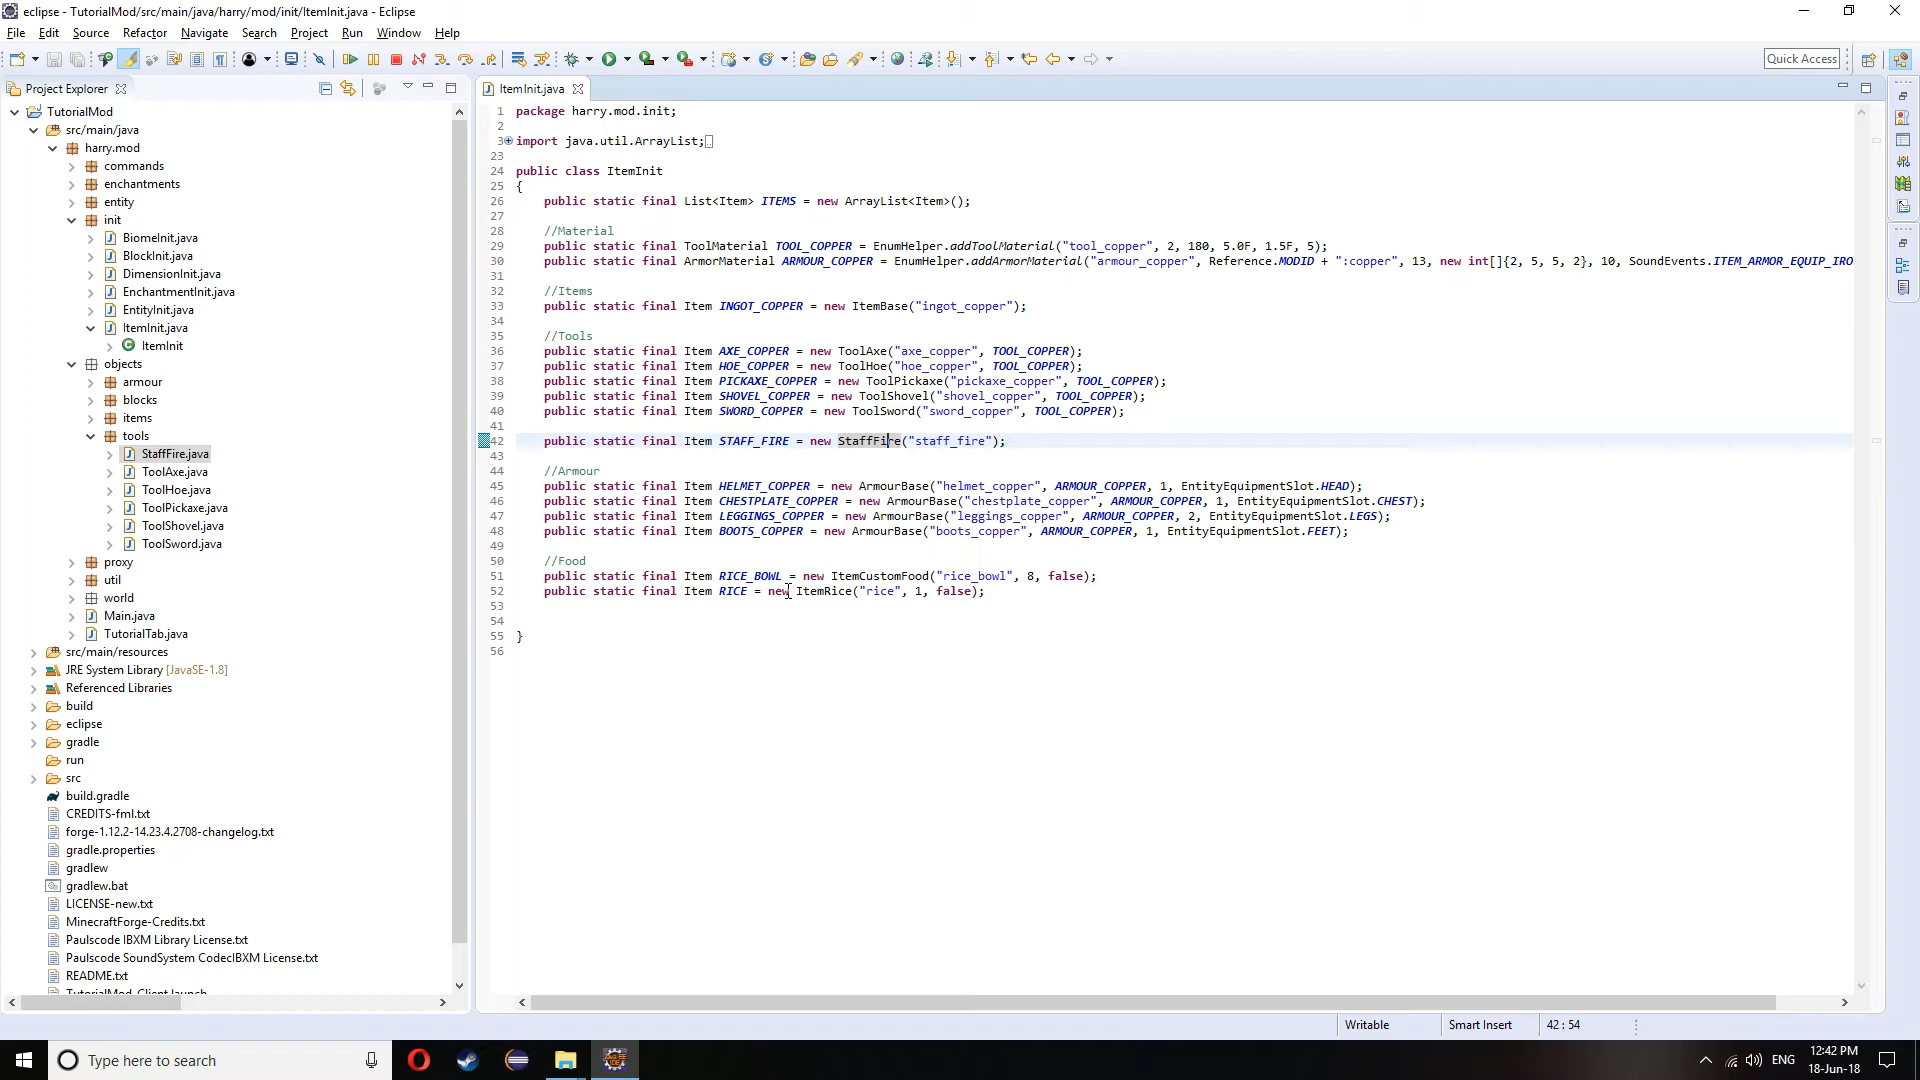 eclipse - TutorialMod/src/main/java/harry/mod/init/ItemInit.java - Eclipse
File Edit Source Refactor Navigate Search Project Run Window Help
Quick Access
Project Explorer
TutorialMod
src/main/java
harry.mod
commands
enchantments
entity
init
BiomeInit.java
BlockInit.java
DimensionInit.java
EnchantmentInit.java
EntityInit.java
ItemInit.java
ItemInit
objects
armour
blocks
items
tools
StaffFire.java
ToolAxe.java
ToolHoe.java
ToolPickaxe.java
ToolShovel.java
ToolSword.java
proxy
util
world
Main.java
TutorialTab.java
src/main/resources
JRE System Library [JavaSE-1.8]
Referenced Libraries
build
eclipse
gradle
run
src
build.gradle
CREDITS-fml.txt
forge-1.12.2-14.23.4.2708-changelog.txt
gradle.properties
gradlew
gradlew.bat
LICENSE-new.txt
MinecraftForge-Credits.txt
Paulscode IBXM Library License.txt
Paulscode SoundSystem CodecIBXM License.txt
README.txt
TutorialMod_Client.launch
ItemInit.java
1 package harry.mod.init;
2
3 import java.util.ArrayList;
23
24 public class ItemInit
25 {
26 public static final List<Item> ITEMS = new ArrayList<Item>();
27
28 //Material
29 public static final ToolMaterial TOOL_COPPER = EnumHelper.addToolMaterial("tool_copper", 2, 180, 5.0F, 1.5F, 5);
30 public static final ArmorMaterial ARMOUR_COPPER = EnumHelper.addArmorMaterial("armour_copper", Reference.MODID + ":copper", 13, new int[]{2, 5, 5, 2}, 10, SoundEvents.ITEM_ARMOR_EQUIP_IRO
31
32 //Items
33 public static final Item INGOT_COPPER = new ItemBase("ingot_copper");
34
35 //Tools
36 public static final Item AXE_COPPER = new ToolAxe("axe_copper", TOOL_COPPER);
37 public static final Item HOE_COPPER = new ToolHoe("hoe_copper", TOOL_COPPER);
38 public static final Item PICKAXE_COPPER = new ToolPickaxe("pickaxe_copper", TOOL_COPPER);
39 public static final Item SHOVEL_COPPER = new ToolShovel("shovel_copper", TOOL_COPPER);
40 public static final Item SWORD_COPPER = new ToolSword("sword_copper", TOOL_COPPER);
41
42 public static final Item STAFF_FIRE = new StaffFire("staff_fire");
43
44 //Armour
45 public static final Item HELMET_COPPER = new ArmourBase("helmet_copper", ARMOUR_COPPER, 1, EntityEquipmentSlot.HEAD);
46 public static final Item CHESTPLATE_COPPER = new ArmourBase("chestplate_copper", ARMOUR_COPPER, 1, EntityEquipmentSlot.CHEST);
47 public static final Item LEGGINGS_COPPER = new ArmourBase("leggings_copper", ARMOUR_COPPER, 2, EntityEquipmentSlot.LEGS);
48 public static final Item BOOTS_COPPER = new ArmourBase("boots_copper", ARMOUR_COPPER, 1, EntityEquipmentSlot.FEET);
49
50 //Food
51 public static final Item RICE_BOWL = new ItemCustomFood("rice_bowl", 8, false);
52 public static final Item RICE = new ItemRice("rice", 1, false);
53
54
55 }
56
Writable Smart Insert 42 : 54
Type here to search
ENG
12:42 PM
18-Jun-18